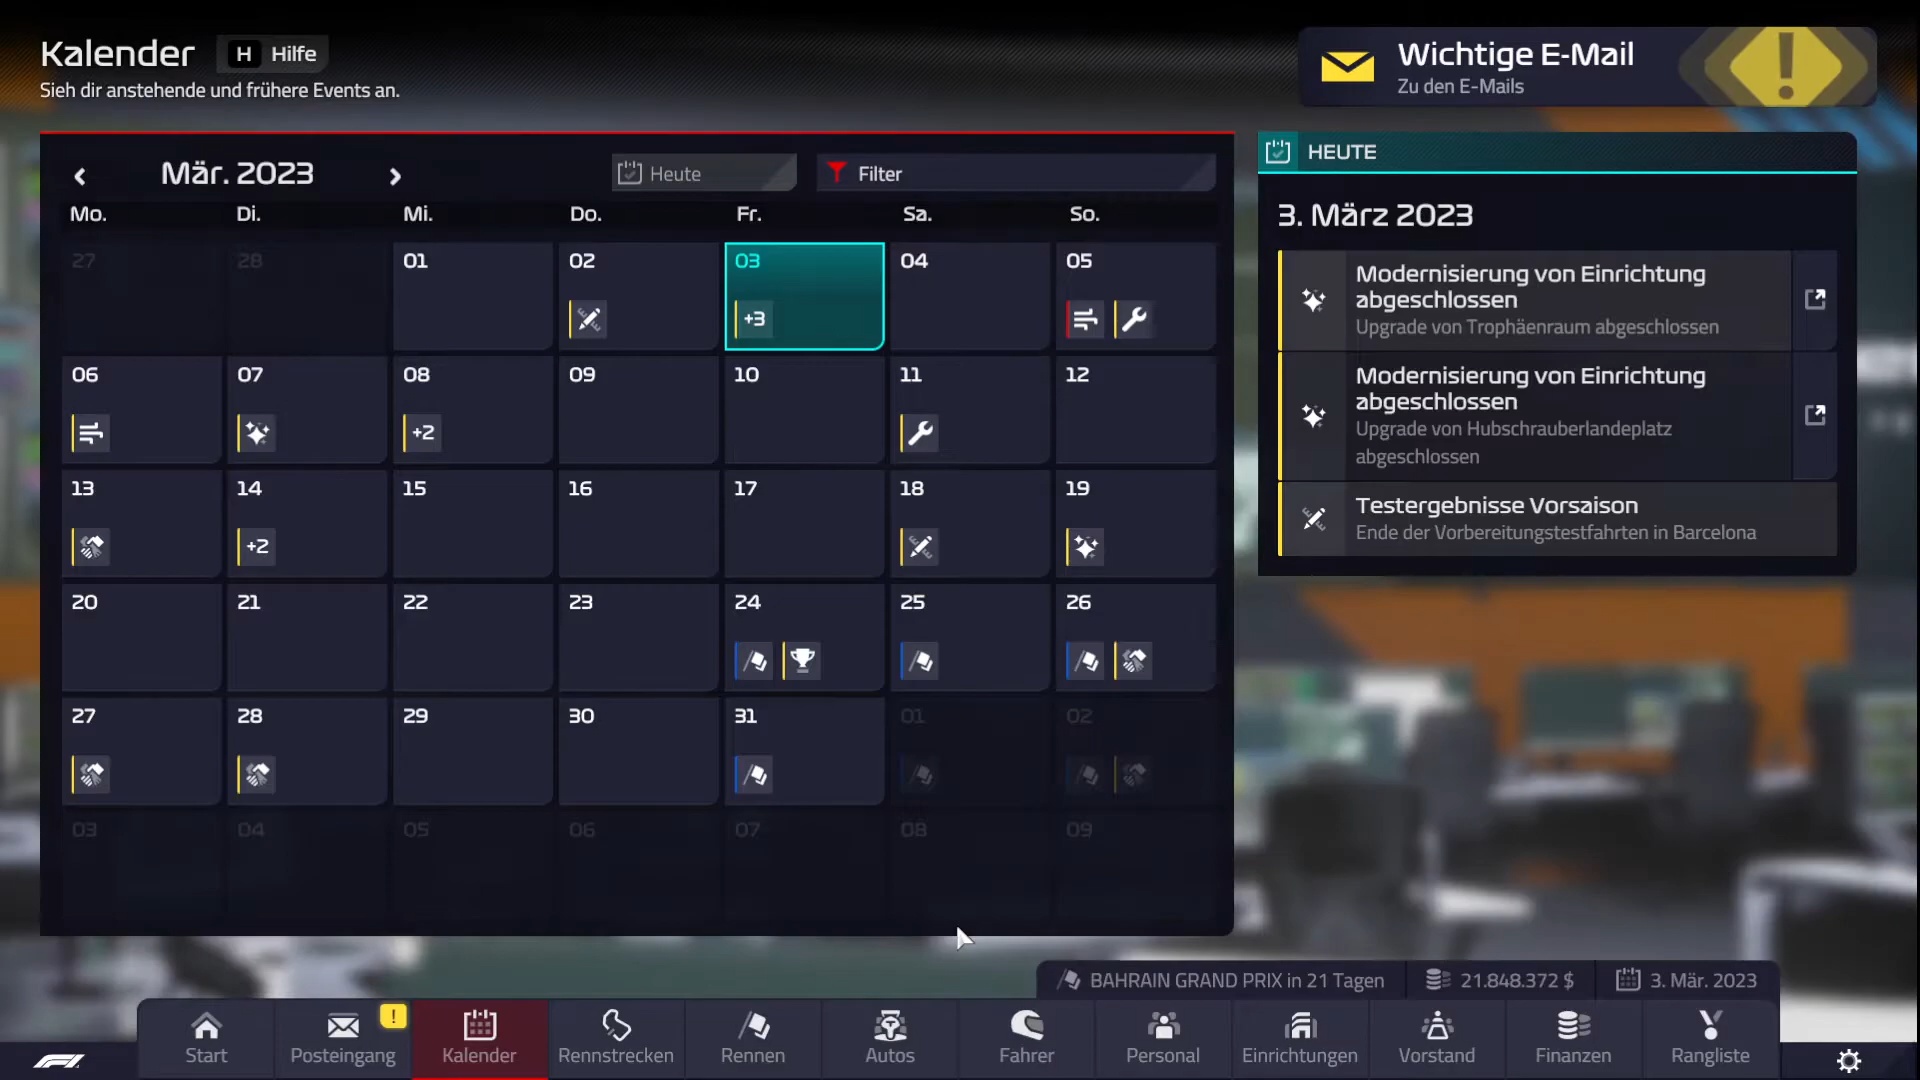 Kalender
H Hilfe
Sieh dir anstehende und frühere Events an.
Wichtige E-Mail
Zu den E-Mails
Mär. 2023
Heute
Filter
Mo. Di. Mi. Do. Fr. Sa. So.
27 28 01 02 03 04 05
+3
06 07 08 09 10 11 12
+2
13 14 15 16 17 18 19
+2
20 21 22 23 24 25 26
27 28 29 30 31 01 02
03 04 05 06 07 08 09
HEUTE
3. März 2023
Modernisierung von Einrichtung
abgeschlossen
Upgrade von Trophäenraum abgeschlossen
Modernisierung von Einrichtung
abgeschlossen
Upgrade von Hubschrauberlandeplatz
abgeschlossen
Testergebnisse Vorsaison
Ende der Vorbereitungstestfahrten in Barcelona
BAHRAIN GRAND PRIX in 21 Tagen
21.848.372 $
3. Mär. 2023
Start
Posteingang
Kalender
Rennstrecken
Rennen
Autos
Fahrer
Personal
Einrichtungen
Vorstand
Finanzen
Rangliste